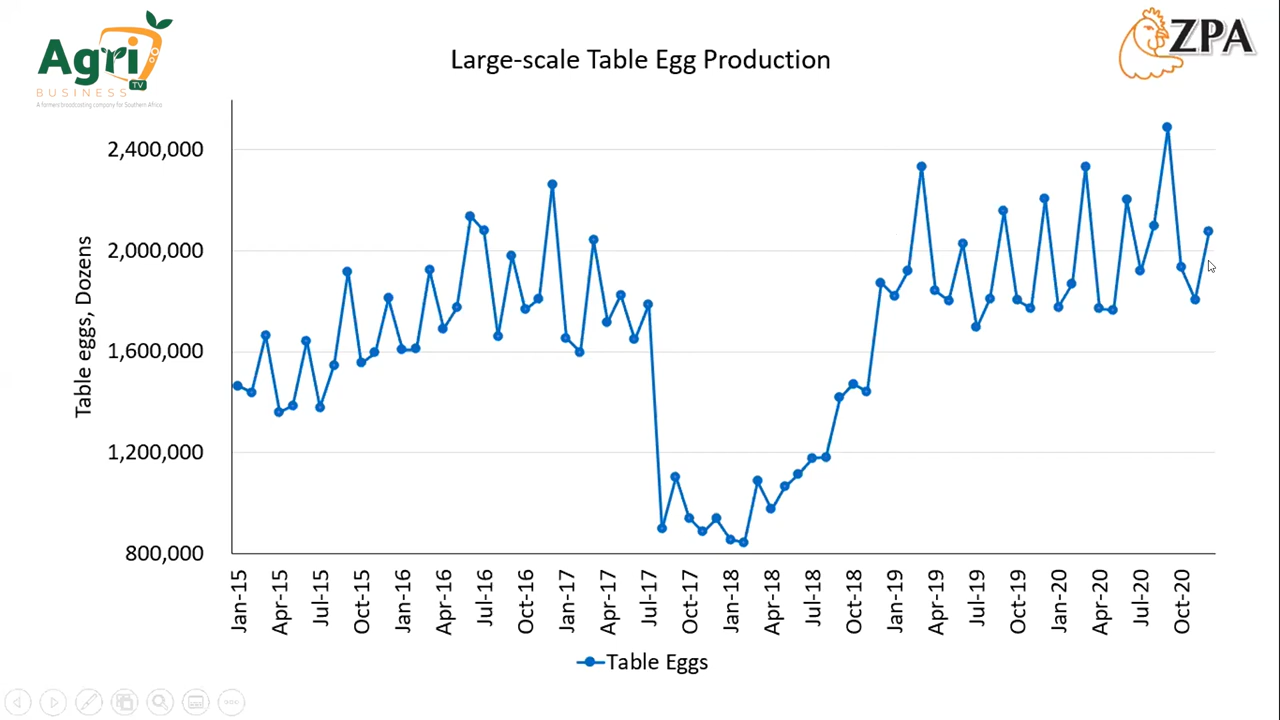 Agri
TV
BUSINESS
A farmers broadcasting company for Southern Africa
Large-scale Table Egg Production
ZPA
Table eggs, Dozens
2,400,000
2,000,000
1,600,000
1,200,000
800,000
Jan-15
Apr-15
Jul-15
Oct-15
Jan-16
Apr-16
Jul-16
Oct-16
Jan-17
Apr-17
Jul-17
Oct-17
Jan-18
Apr-18
Jul-18
Oct-18
Jan-19
Apr-19
Jul-19
Oct-19
Jan-20
Apr-20
Jul-20
Oct-20
Table Eggs